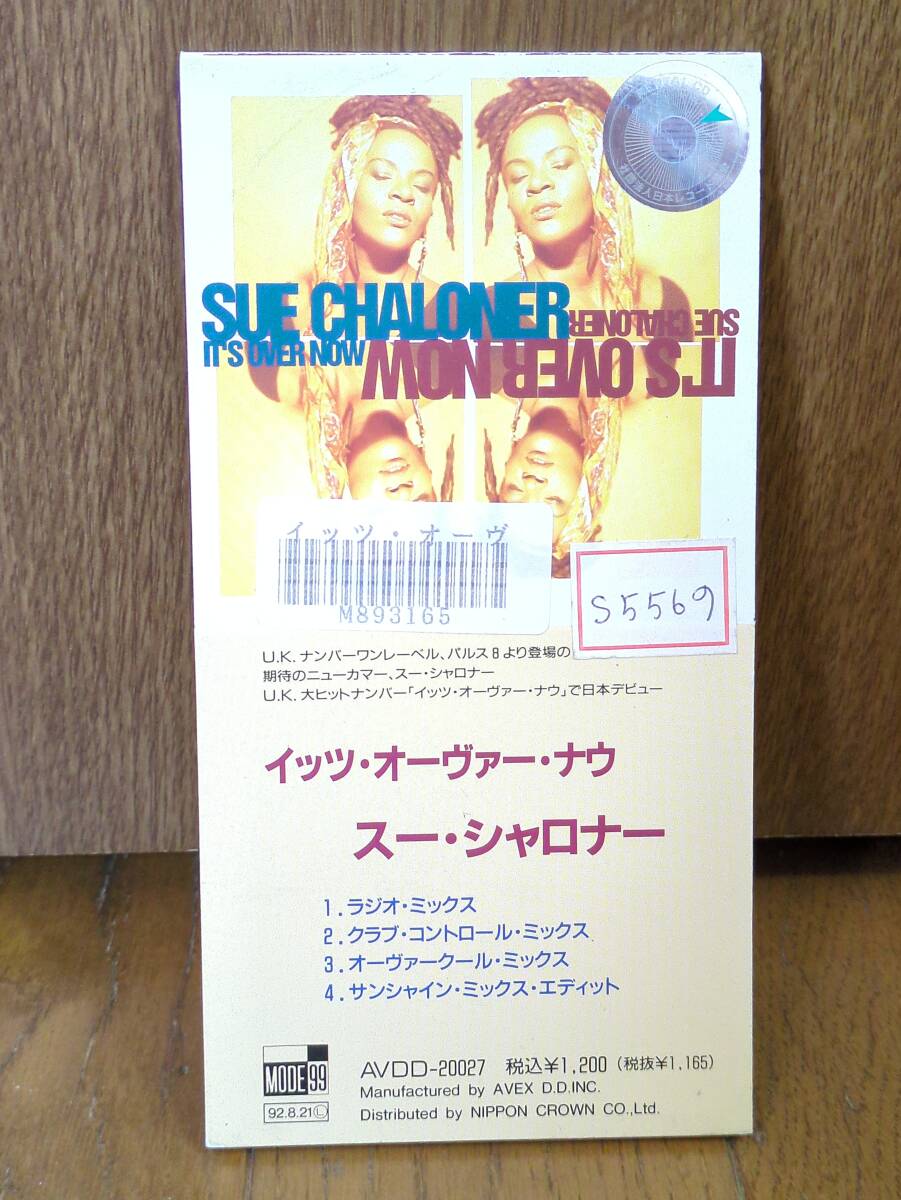 SUE CHALONER
IT'S OVER NOW
SUE CHALONER
IT'S OVER NOW
イッツ・オーヴ
M893165
S5569
U.K. ナンバーワンレーベル、パルス8より登場の
期待のニューカマー、スー・シャロナー
U.K. 大ヒットナンバー「イッツ・オーヴァー・ナウ」で日本デビュー
イッツ・オーヴァー・ナウ
スー・シャロナー
1.ラジオ・ミックス
2.クラブ・コントロール・ミックス
3.オーヴァークール・ミックス
4.サンシャイン・ミックス・エディット
MODE 99
AVDD-20027 税込¥1,200 (税抜¥1,165)
Manufactured by AVEX D.D.INC.
92.8.21Ⓛ
Distributed by NIPPON CROWN CO.,Ltd.